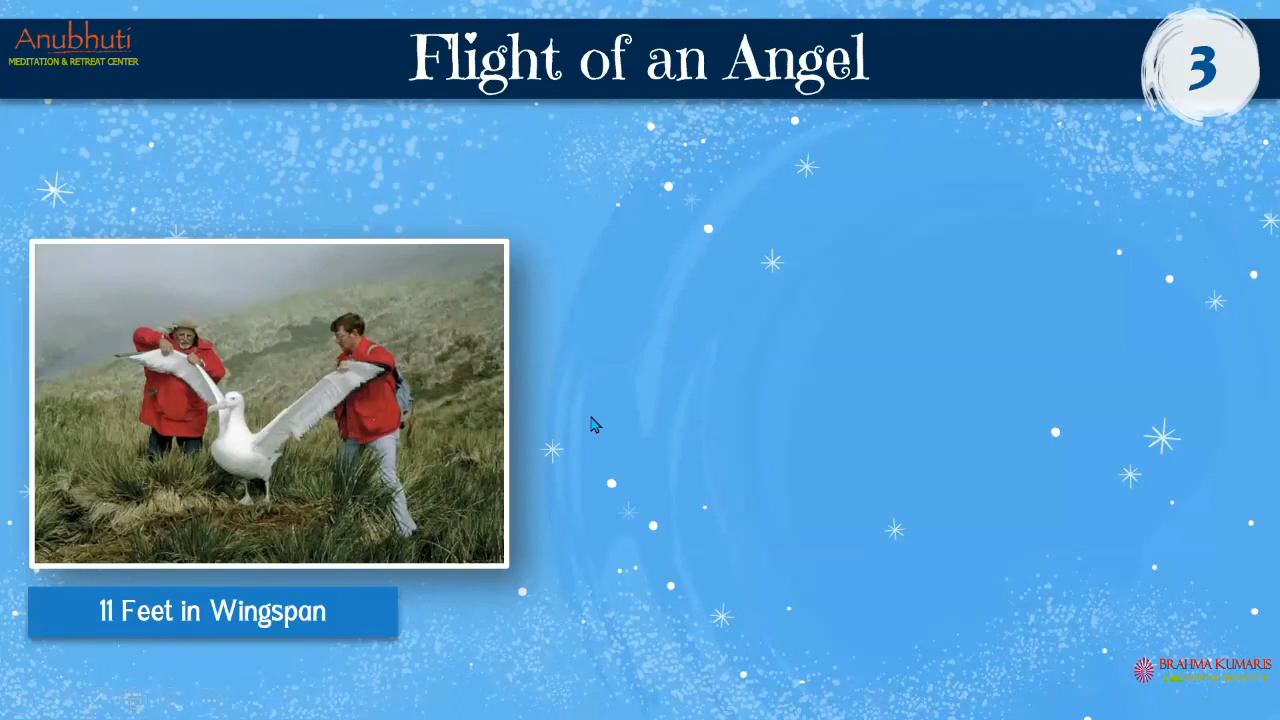 Anubhuti
MEDITATION & RETREAT CENTER
Flight of an Angel
3
11 Feet in Wingspan
BRAHMA KUMARIS